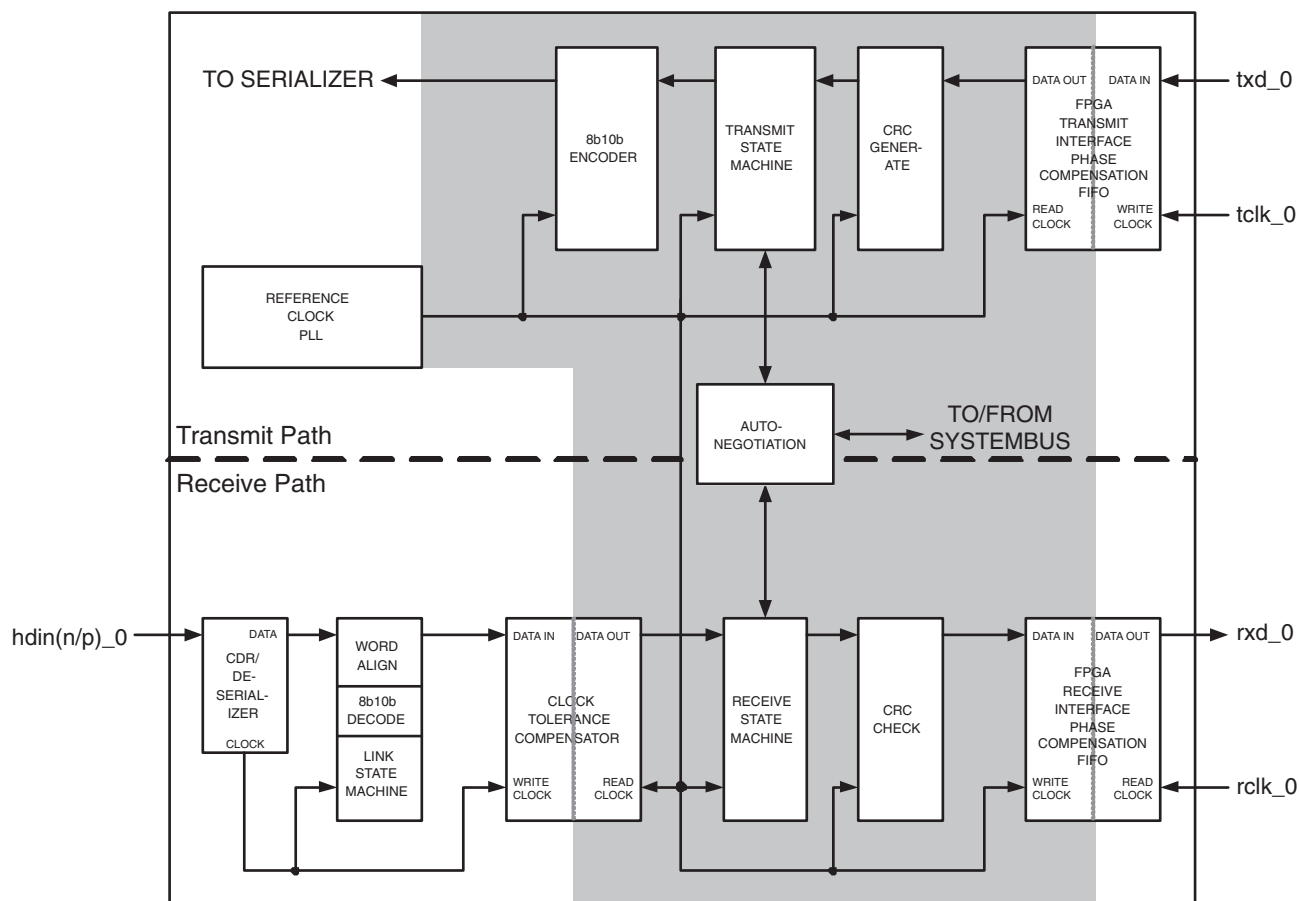 TO SERIALIZER
8b10b
ENCODER
TRANSMIT
STATE
MACHINE
CRC
GENER-
ATE
DATA OUT
DATA IN
FPGA
TRANSMIT
INTERFACE
PHASE
COMPENSATION
FIFO
READ
CLOCK
WRITE
CLOCK
txd_0
tclk_0
REFERENCE
CLOCK
PLL
AUTO-
NEGOTIATION
TO/FROM
SYSTEMBUS
Transmit Path
Receive Path
hdin(n/p)_0
DATA
CDR/
DE-
SERIAL-
IZER
CLOCK
WORD
ALIGN
8b10b
DECODE
LINK
STATE
MACHINE
DATA IN
DATA OUT
CLOCK
TOLERANCE
COMPENSATOR
WRITE
CLOCK
READ
CLOCK
RECEIVE
STATE
MACHINE
CRC
CHECK
DATA IN
DATA OUT
FPGA
RECEIVE
INTERFACE
PHASE
COMPENSATION
FIFO
WRITE
CLOCK
READ
CLOCK
rxd_0
rclk_0